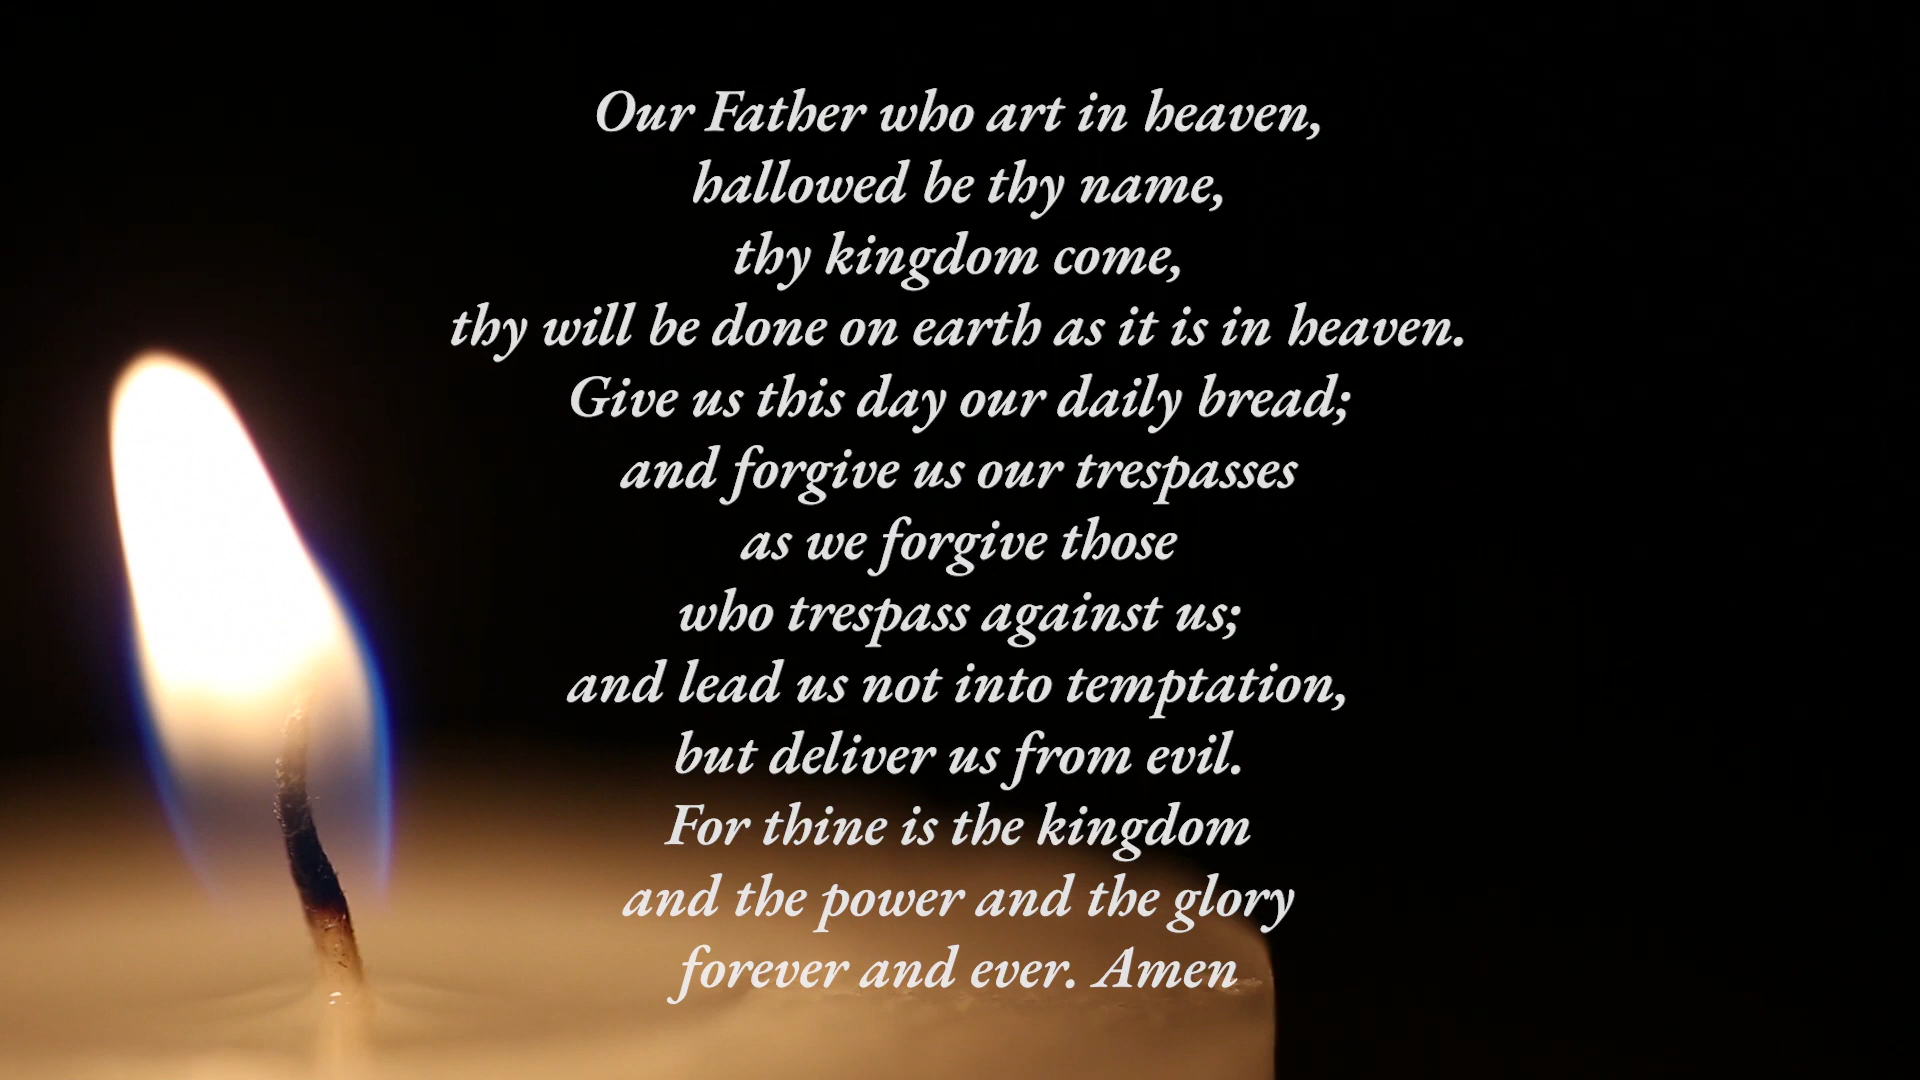 Our Father who art in heaven,
hallowed be thy name,
thy kingdom come,
thy will be done on earth as it is in heaven.
Give us this day our daily bread;
and forgive us our trespasses
as we forgive those
who trespass against us;
and lead us not into temptation,
but deliver us from evil.
For thine is the kingdom
and the power and the glory
forever and ever. Amen